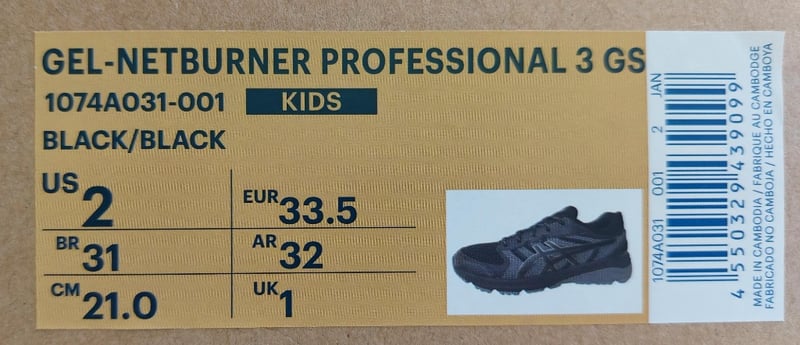 GEL-NETBURNER PROFESSIONAL 3 GS
1074A031-001 KIDS
BLACK/BLACK
US 2
EUR 33.5
BR 31
AR 32
CM 21.0
UK 1
1074A031 001 2 JAN
4 550329 439099
MADE IN CAMBODIA / FABRIQUE AU CAMBODGE
FABRICADO NO CAMBOJA / HECHO EN CAMBOYA